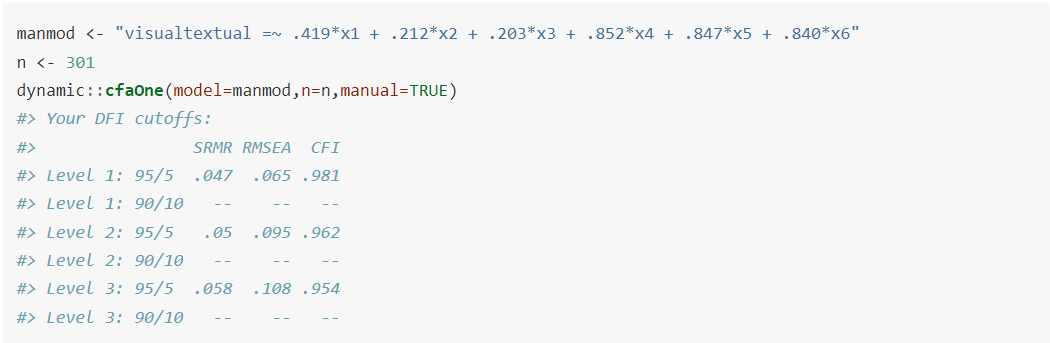 manmod <- "visualtextual =~ .419*x1 + .212*x2 + .203*x3 + .852*x4 + .847*x5 + .840*x6"
n <- 301
dynamic::cfaOne(model=manmod,n=n,manual=TRUE)
#> Your DFI cutoffs:
#>                SRMR RMSEA  CFI
#> Level 1: 95/5  .047  .065 .981
#> Level 1: 90/10   --    --   --
#> Level 2: 95/5   .05  .095 .962
#> Level 2: 90/10   --    --   --
#> Level 3: 95/5  .058  .108 .954
#> Level 3: 90/10   --    --   --